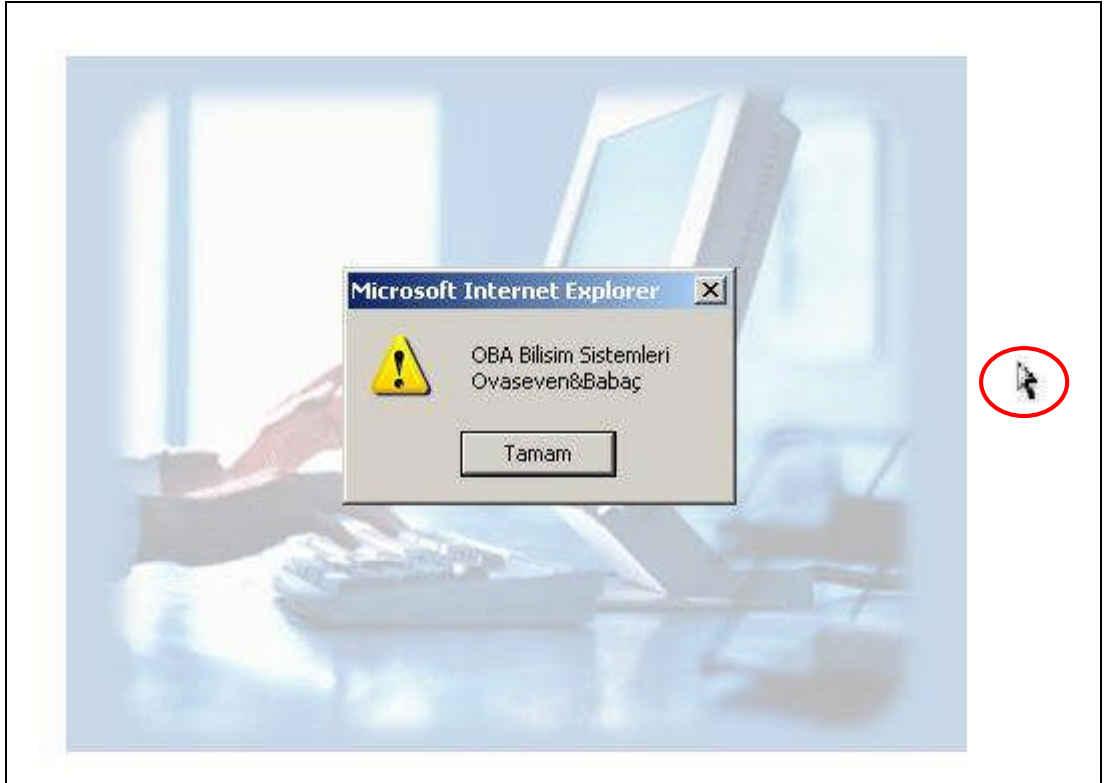 Microsoft Internet Explorer
OBA Bilisim Sistemleri
Ovaseven&Babaç
Tamam